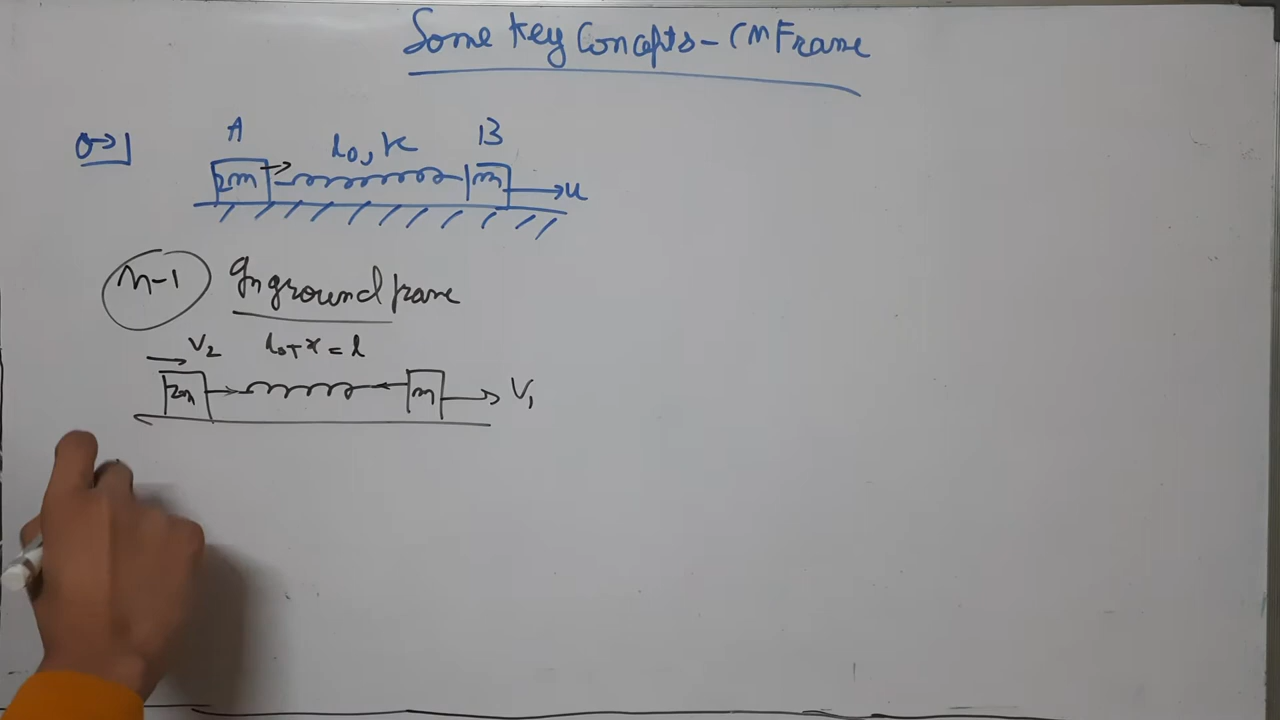 Some Key Concepts - CM Frame
Q→1
A l₀, K B
2m m u
M-1 In ground frame
V₂ l₀+x=l
2m m V₁